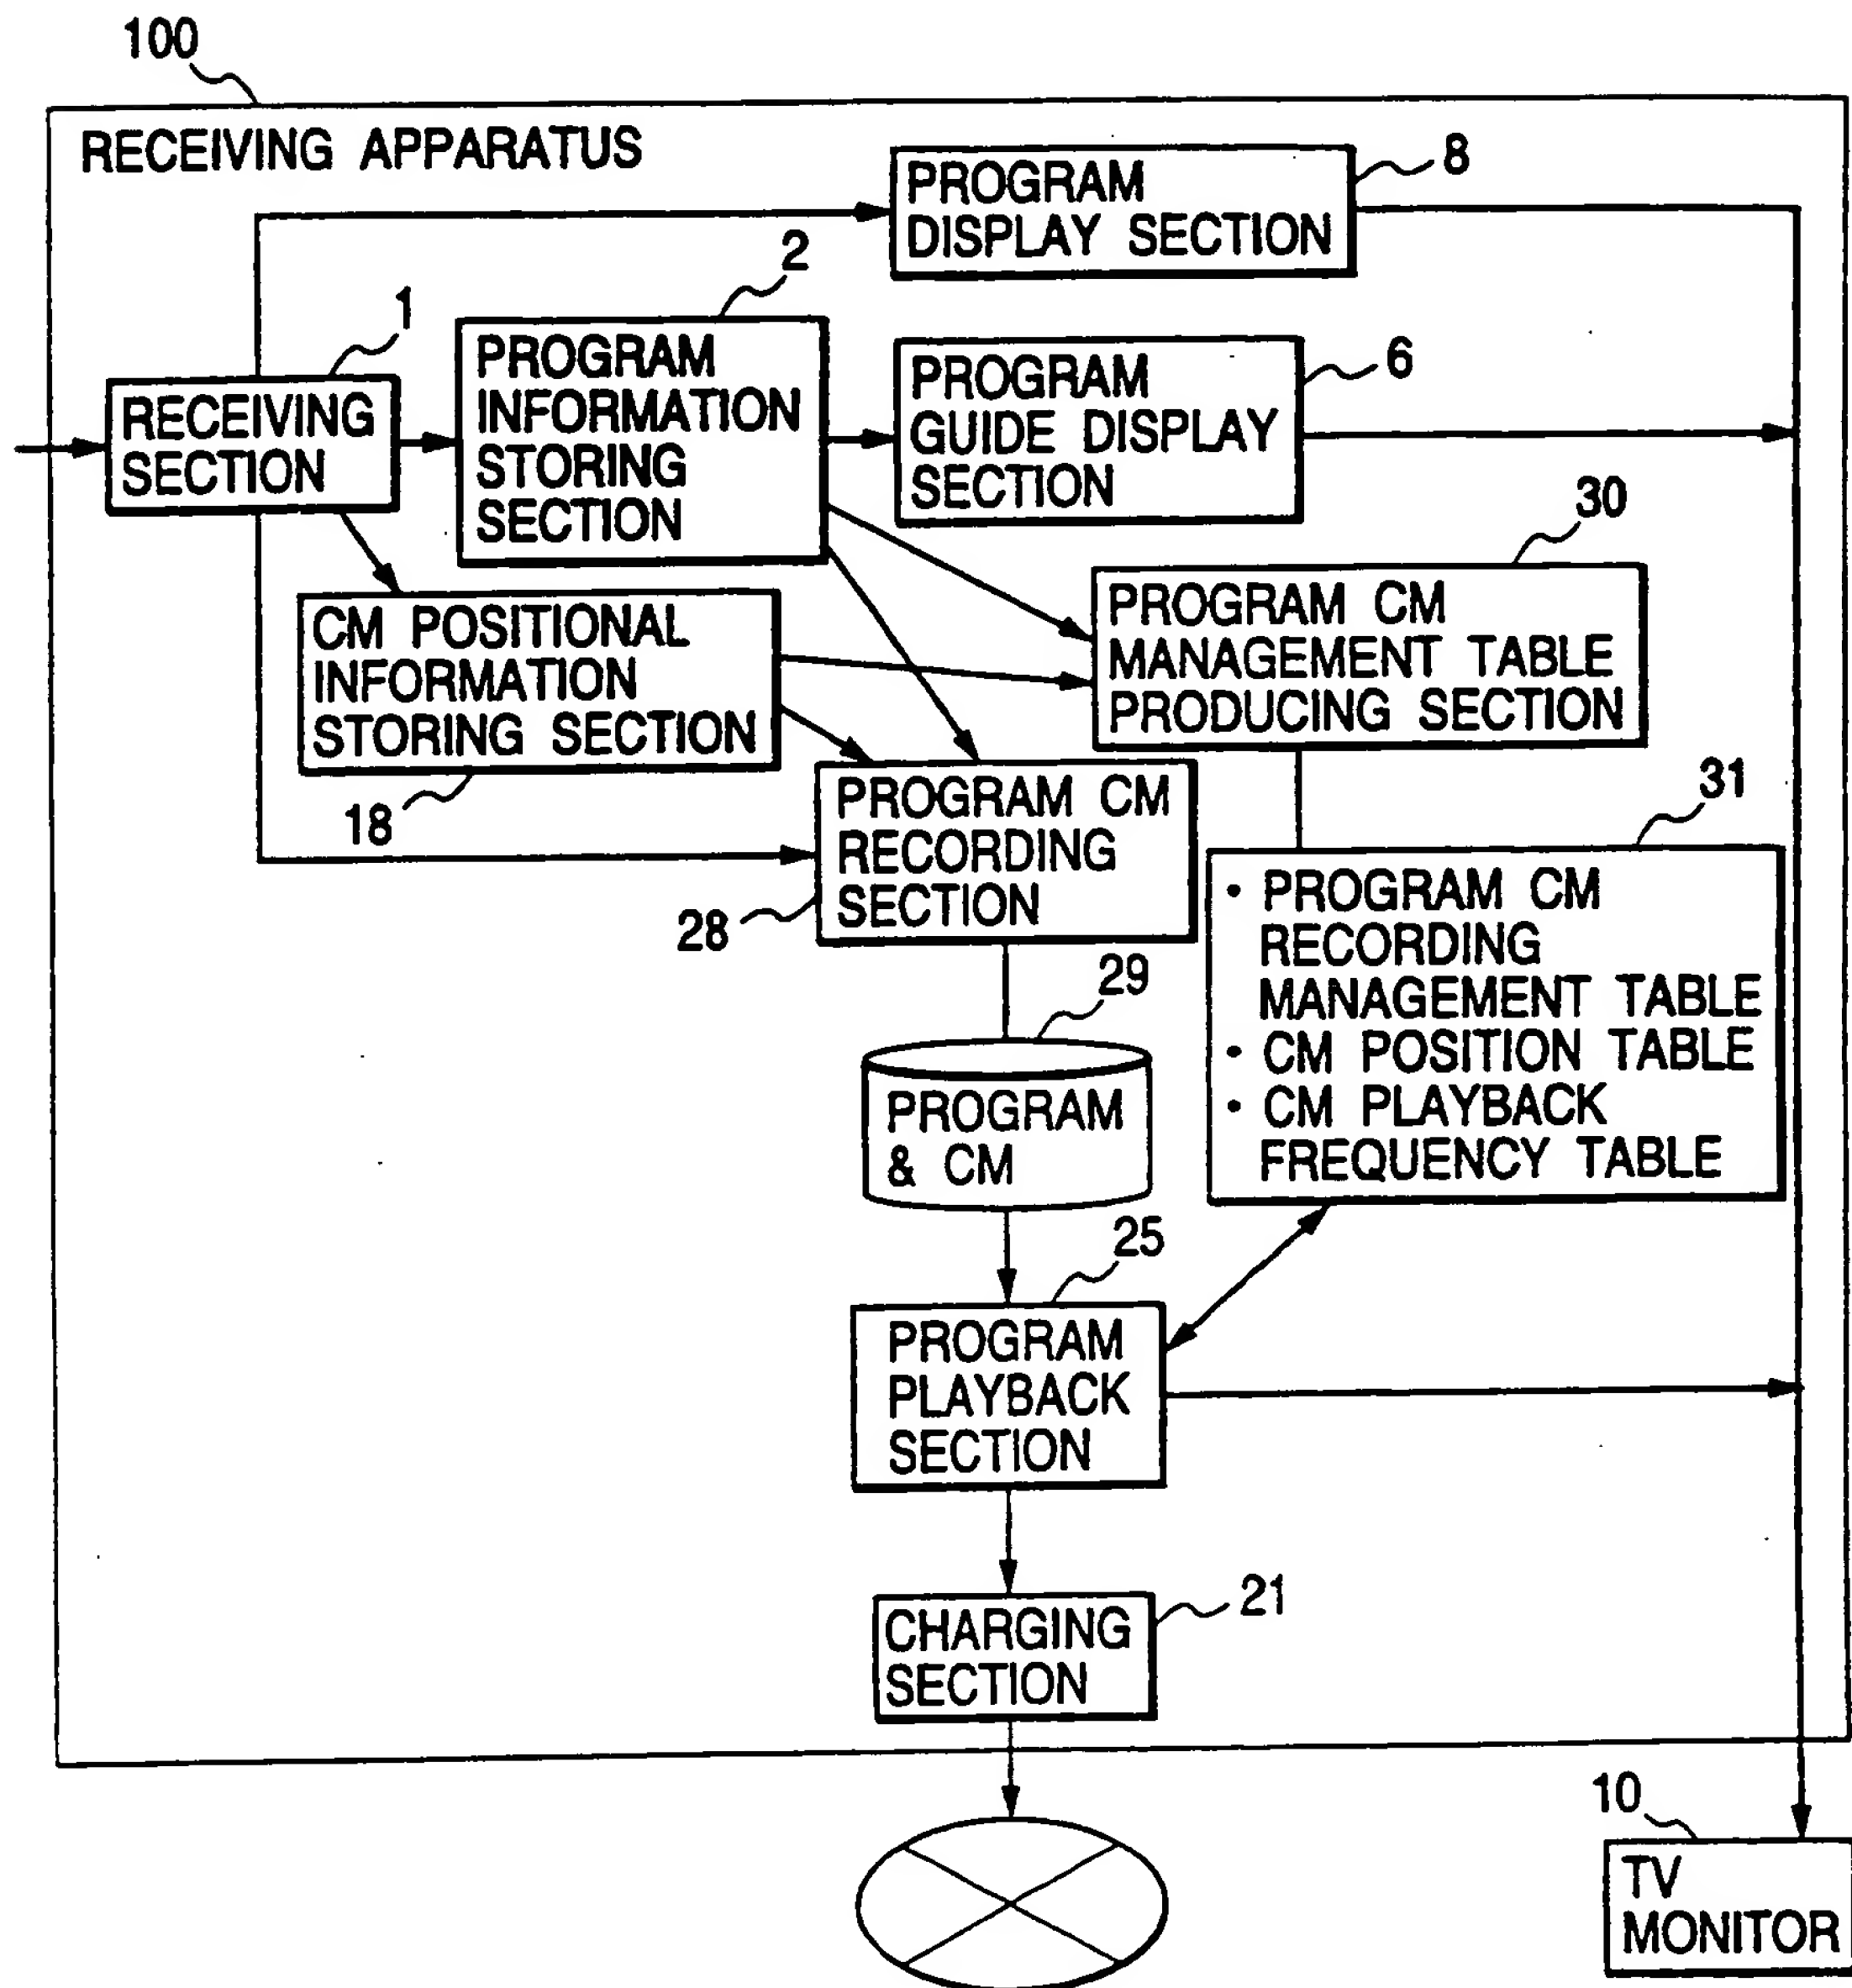 100
RECEIVING APPARATUS
8
PROGRAM
DISPLAY SECTION
2
1
PROGRAM
INFORMATION
STORING
SECTION
6
PROGRAM
GUIDE DISPLAY
SECTION
RECEIVING
SECTION
30
CM POSITIONAL
INFORMATION
STORING SECTION
18
PROGRAM CM
MANAGEMENT TABLE
PRODUCING SECTION
31
PROGRAM CM
RECORDING
SECTION
28
• PROGRAM CM
RECORDING
MANAGEMENT TABLE
• CM POSITION TABLE
• CM PLAYBACK
FREQUENCY TABLE
29
PROGRAM
& CM
25
PROGRAM
PLAYBACK
SECTION
21
CHARGING
SECTION
10
TV
MONITOR